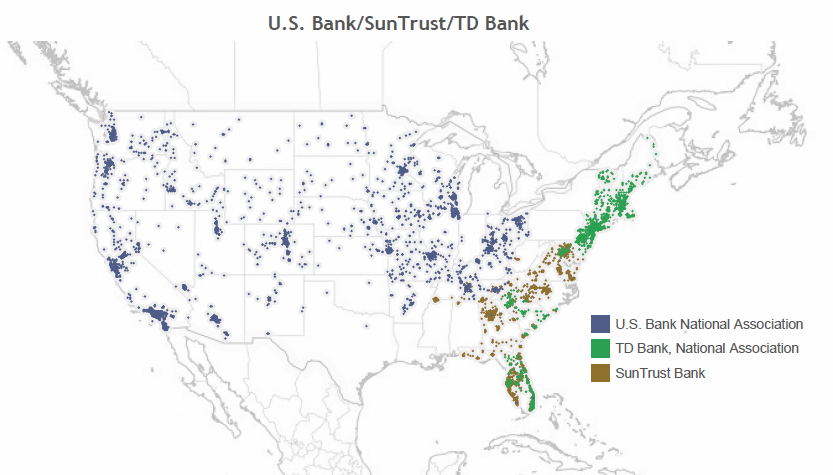 U.S. Bank/SunTrust/TD Bank
U.S. Bank National Association
TD Bank, National Association
SunTrust Bank